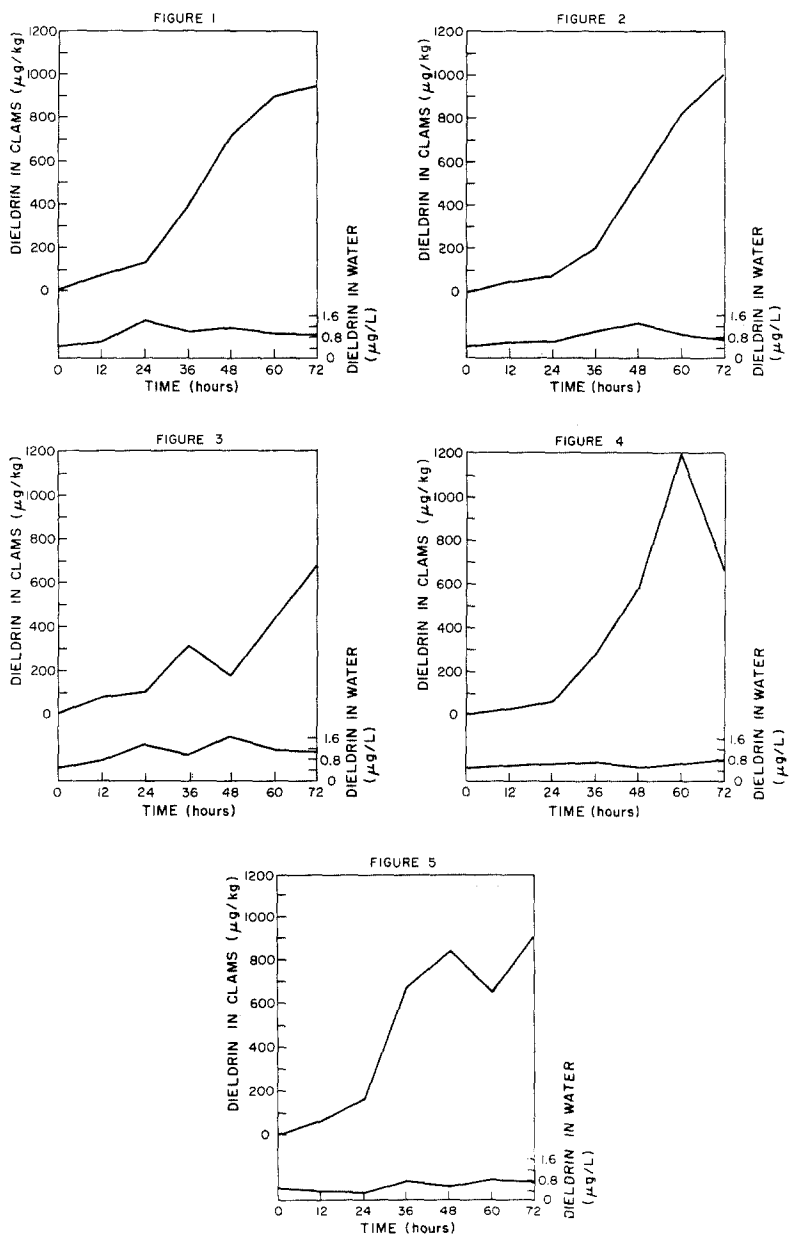 FIGURE 1
DIELDRIN IN CLAMS (µg/kg)
1200
1000
800
600
400
200
0
DIELDRIN IN WATER
(µg/L)
1.6
0.8
0
0 12 24 36 48 60 72
TIME (hours)
FIGURE 2
DIELDRIN IN CLAMS (µg/kg)
1200
1000
800
600
400
200
0
DIELDRIN IN WATER
(µg/L)
1.6
0.8
0
0 12 24 36 48 60 72
TIME (hours)
FIGURE 3
DIELDRIN IN CLAMS (µg/kg)
1200
1000
800
600
400
200
0
DIELDRIN IN WATER
(µg/L)
1.6
0.8
0
0 12 24 36 48 60 72
TIME (hours)
FIGURE 4
DIELDRIN IN CLAMS (µg/kg)
1200
1000
800
600
400
200
0
DIELDRIN IN WATER
(µg/L)
1.6
0.8
0
0 12 24 36 48 60 72
TIME (hours)
FIGURE 5
DIELDRIN IN CLAMS (µg/kg)
1200
1000
800
600
400
200
0
DIELDRIN IN WATER
(µg/L)
1.6
0.8
0
0 12 24 36 48 60 72
TIME (hours)